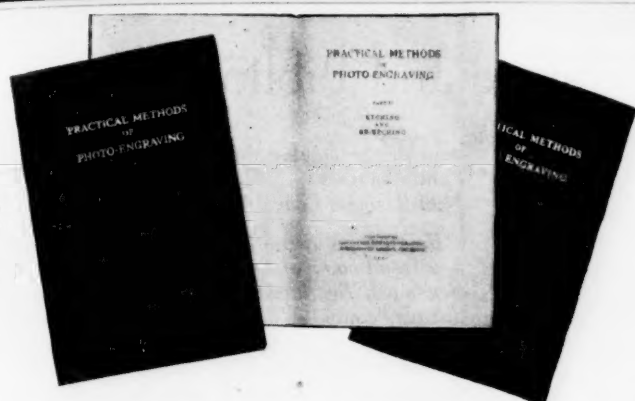 PRACTICAL METHODS
OF
PHOTO-ENGRAVING
PRACTICAL METHODS
OF
PHOTO-ENGRAVING
ETCHING
AND
RE-ETCHING
ICAL METHODS
OF
ENGRAVING